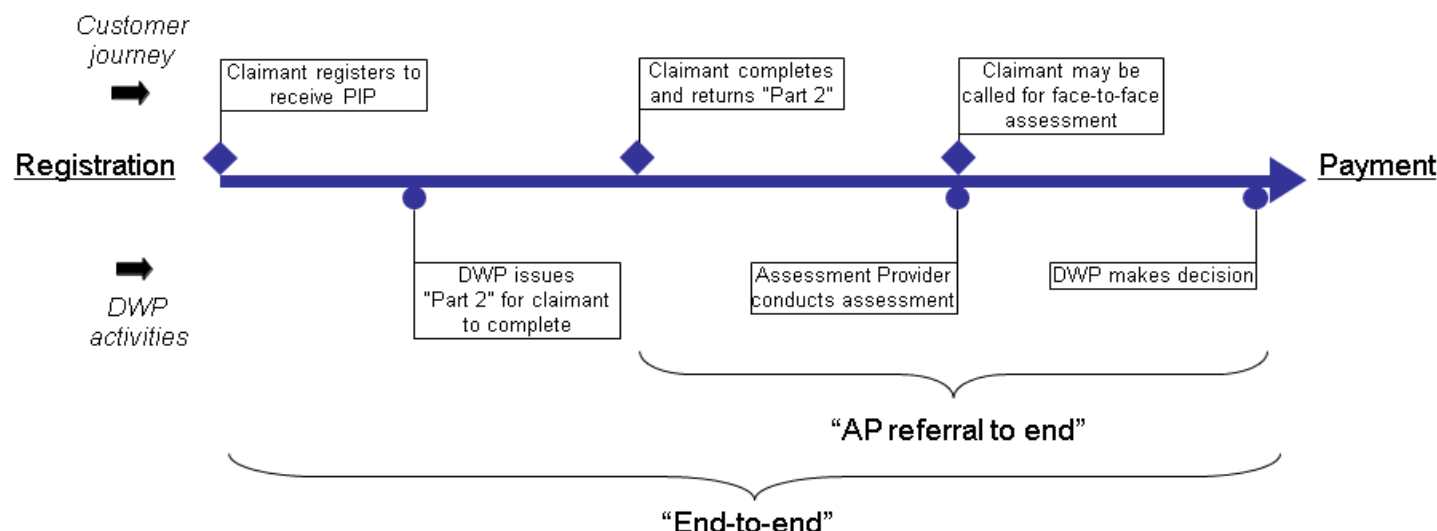 Customer
journey
Claimant registers to
receive PIP
Claimant completes
and returns "Part 2"
Claimant may be
called for face-to-face
assessment
Registration
Payment
DWP
activities
DWP issues
"Part 2" for claimant
to complete
Assessment Provider
conducts assessment
DWP makes decision
“AP referral to end”
“End-to-end”